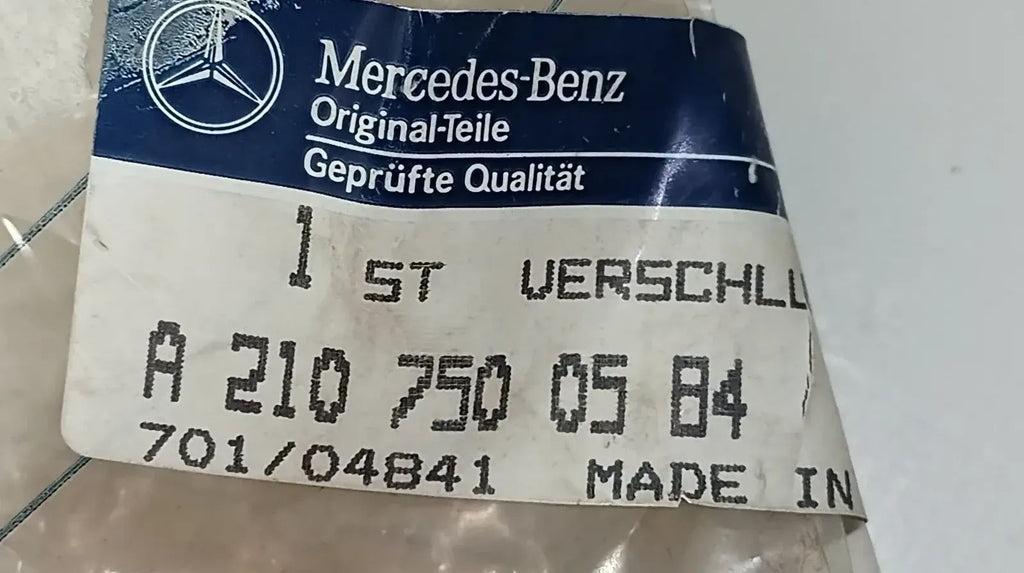 Mercedes-Benz
Original-Teile
Geprüfte Qualität
1 ST VERSCHLU
A 210 750 05 84
701/04841 MADE IN